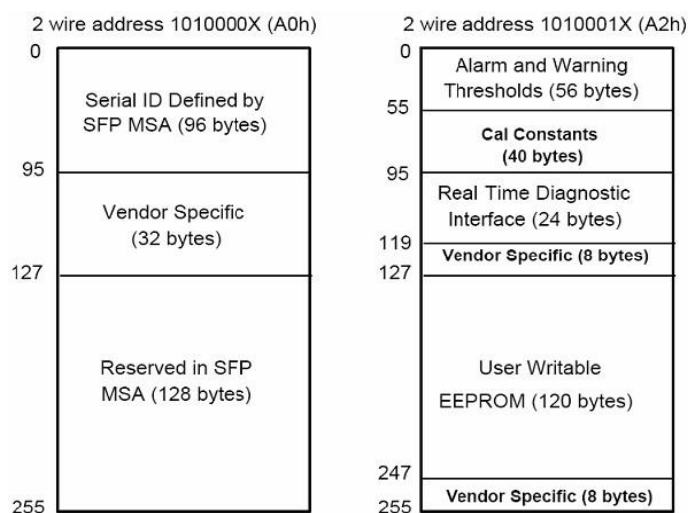 2 wire address 1010000X (A0h)
0
Serial ID Defined by
SFP MSA (96 bytes)
95
Vendor Specific
(32 bytes)
127
Reserved in SFP
MSA (128 bytes)
255
2 wire address 1010001X (A2h)
0
Alarm and Warning
Thresholds (56 bytes)
55
Cal Constants
(40 bytes)
95
Real Time Diagnostic
Interface (24 bytes)
119
Vendor Specific (8 bytes)
127
User Writable
EEPROM (120 bytes)
247
Vendor Specific (8 bytes)
255